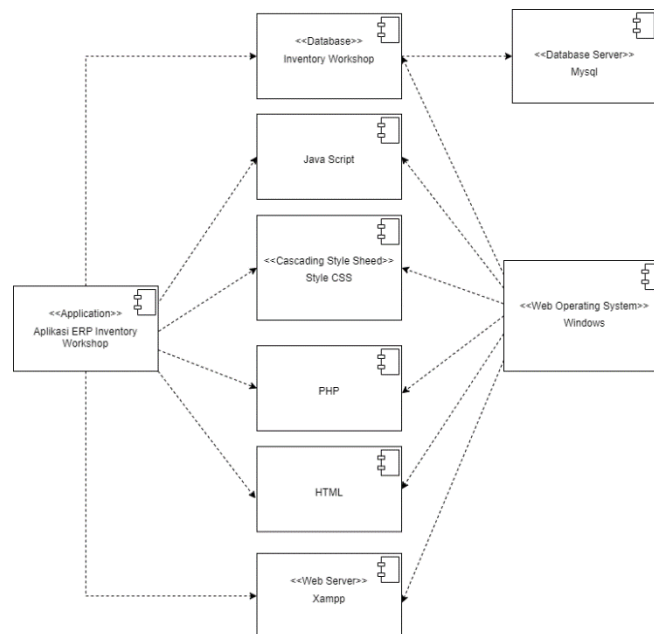 <<Database>>
Inventory Workshop
<<Database Server>>
Mysql
Java Script
<<Cascading Style Sheed>>
Style CSS
<<Application>>
Aplikasi ERP Inventory
Workshop
<<Web Operating System>>
Windows
PHP
HTML
<<Web Server>>
Xampp